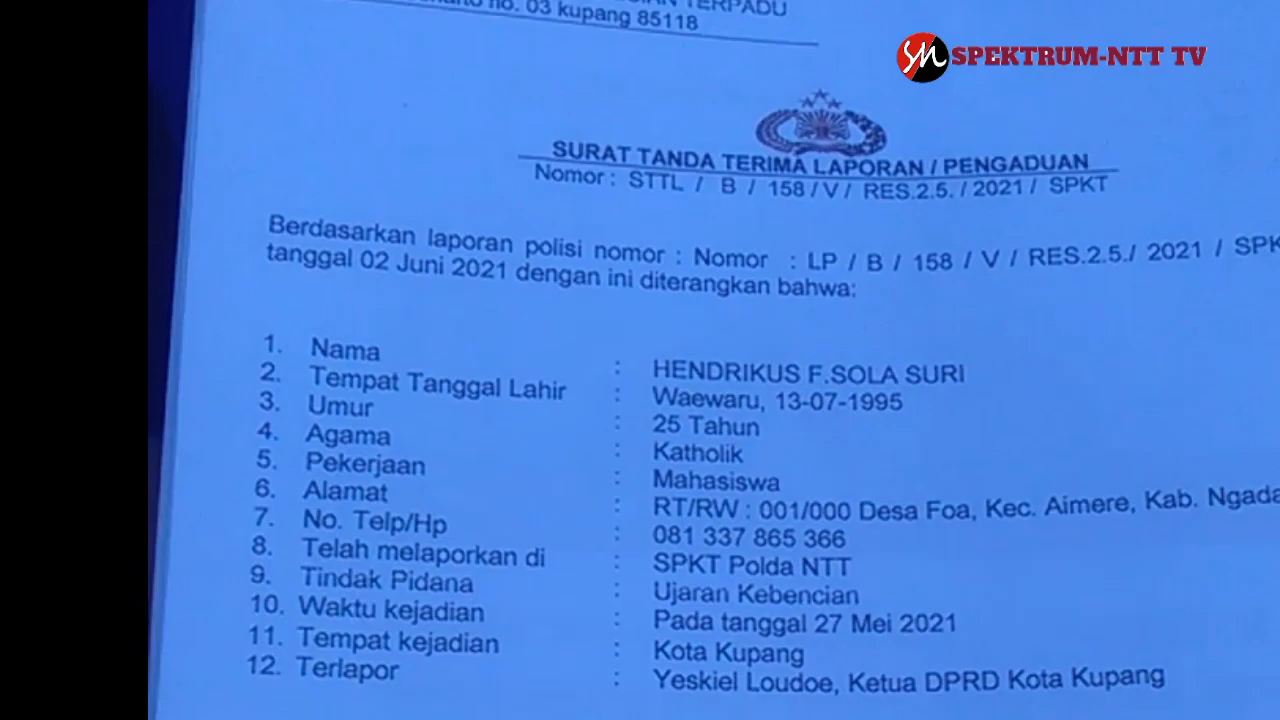 TERPADU
no. 03 kupang 85118
SPEKTRUM-NTT TV
SURAT TANDA TERIMA LAPORAN / PENGADUAN
Nomor : STTL / B / 158 / V / RES.2.5. / 2021 / SPKT
Berdasarkan laporan polisi nomor : Nomor : LP / B / 158 / V / RES.2.5./ 2021 /
tanggal 02 Juni 2021 dengan ini diterangkan bahwa:
1. Nama : HENDRIKUS F.SOLA SURI
2. Tempat Tanggal Lahir : Waewaru, 13-07-1995
3. Umur : 25 Tahun
4. Agama : Katholik
5. Pekerjaan : Mahasiswa
6. Alamat : RT/RW : 001/000 Desa Foa, Kec. Aimere, Kab. Ngada
7. No. Telp/Hp : 081 337 865 366
8. Telah melaporkan di : SPKT Polda NTT
9. Tindak Pidana : Ujaran Kebencian
10. Waktu kejadian : Pada tanggal 27 Mei 2021
11. Tempat kejadian : Kota Kupang
12. Terlapor : Yeskiel Loudoe, Ketua DPRD Kota Kupang